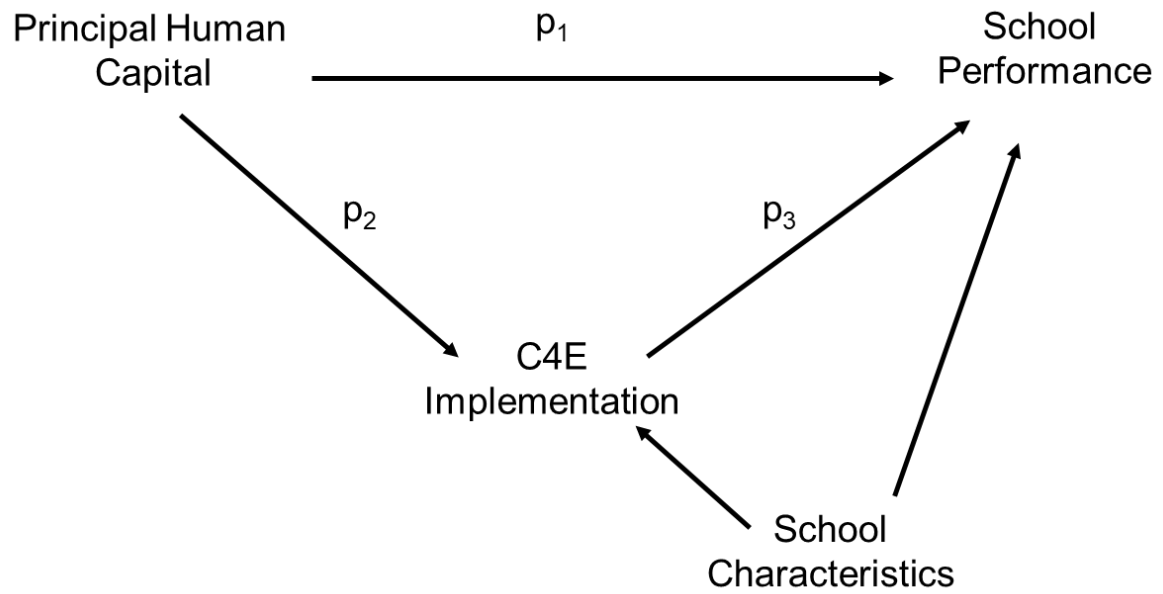 Principal Human
Capital
p₁
School
Performance
p₂
p₃
C4E
Implementation
School
Characteristics